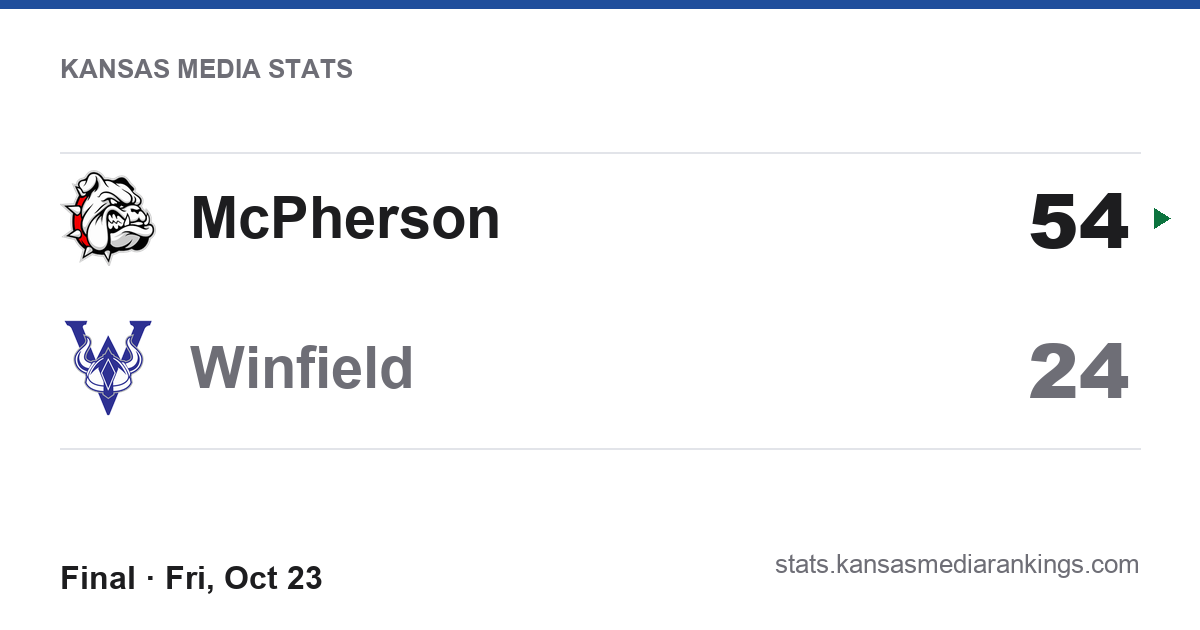 KANSAS MEDIA STATS
McPherson 54
Winfield 24
Final · Fri, Oct 23
stats.kansasmediarankings.com